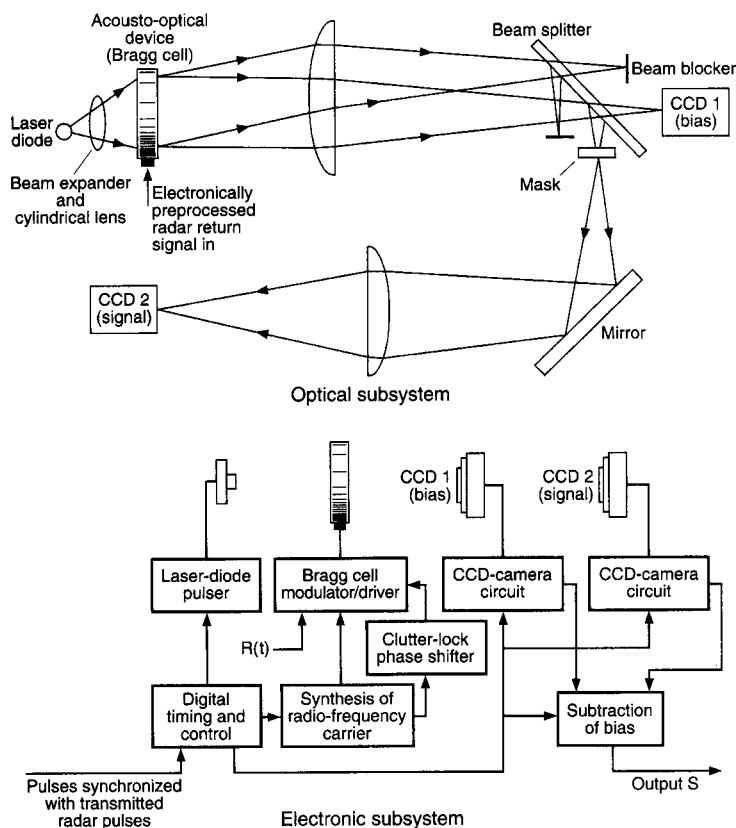 Acousto-optical
device
(Bragg cell)
Beam splitter
Beam blocker
Laser
diode
CCD 1
(bias)
Beam expander
and
cylindrical lens
Electronically
preprocessed
radar return
signal in
Mask
CCD 2
(signal)
Mirror
Optical subsystem
CCD 1
(bias)
CCD 2
(signal)
Laser-diode
pulser
Bragg cell
modulator/driver
CCD-camera
circuit
CCD-camera
circuit
R(t)
Clutter-lock
phase shifter
Digital
timing and
control
Synthesis of
radio-frequency
carrier
Subtraction
of bias
Pulses synchronized
with transmitted
radar pulses
Output S
Electronic subsystem